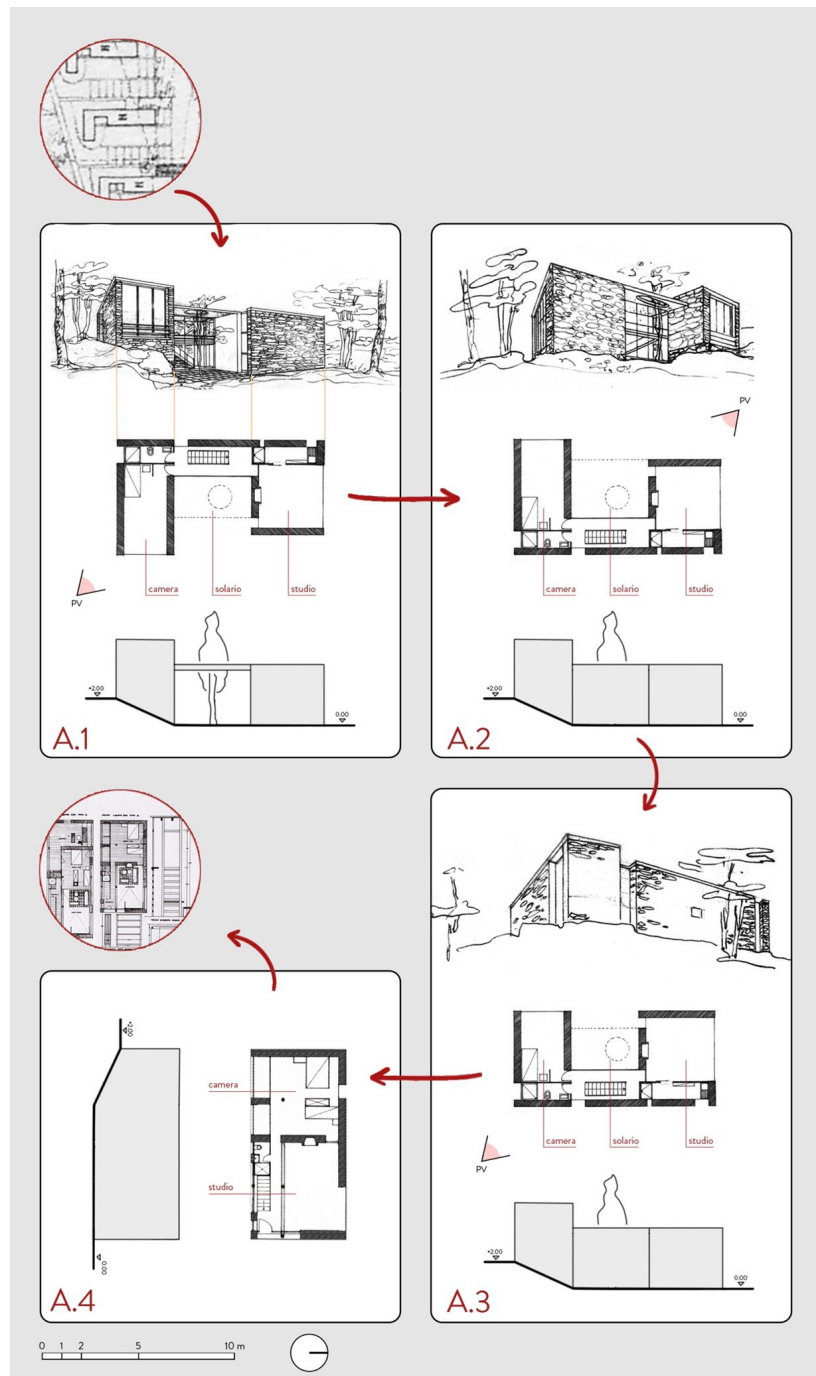 H
H
H
PV
camera
solario
studio
PV
camera
solario
studio
+2.00
0.00
+2.00
0.00
A.1
A.2
+2.00
camera
studio
0.00
camera
solario
studio
PV
+2.00
0.00
A.4
A.3
0 1 2 5 10 m